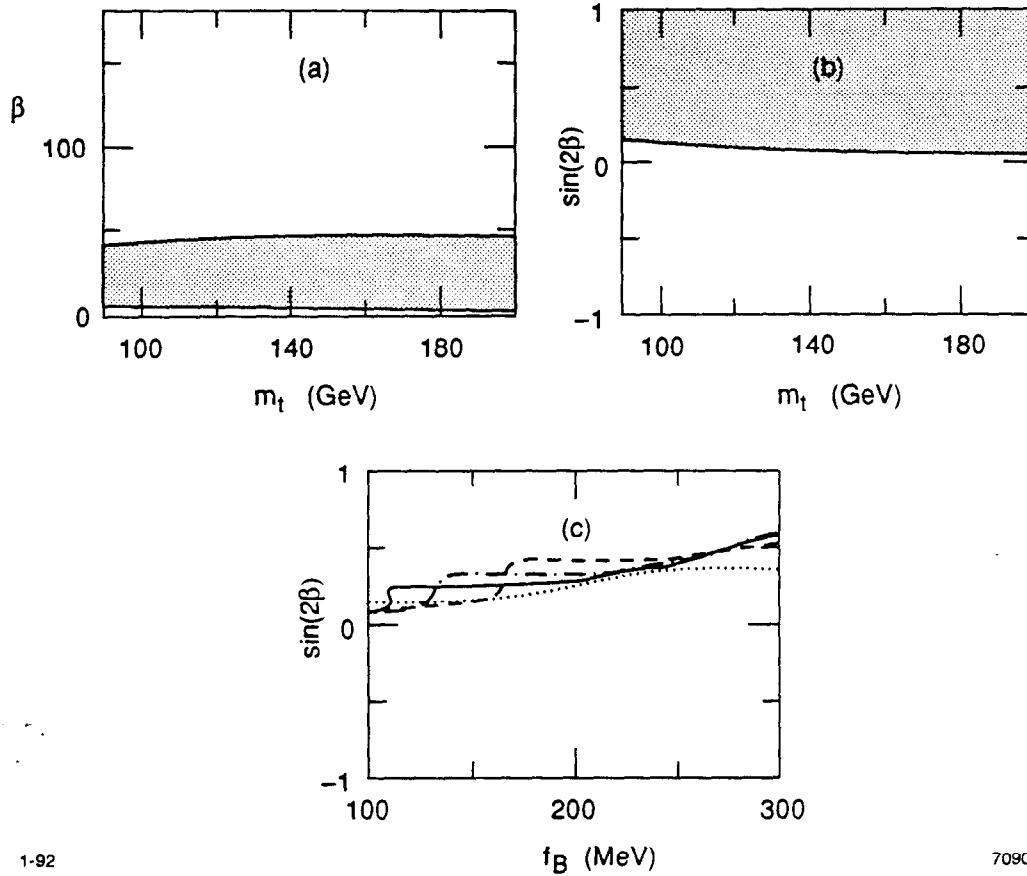 (a)
β
100
0
100 140 180
m_t (GeV)
1
(b)
sin(2β)
0
−1
100 140 180
m_t (GeV)
1
(c)
sin(2β)
0
−1
100 200 300
f_B (MeV)
1-92
7090